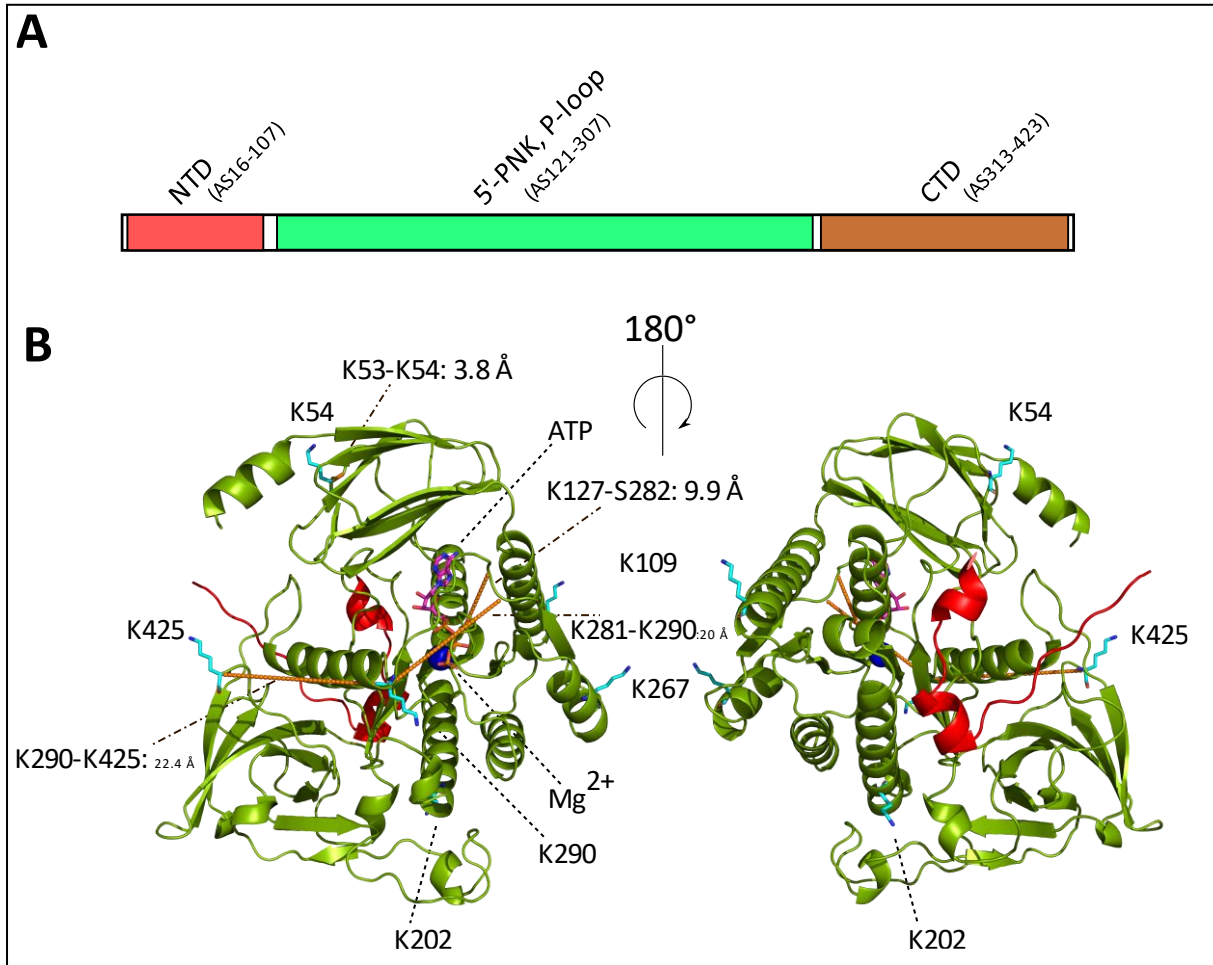 A
NTD
(AS16-107)
5'-PNK, P-loop
(AS121-307)
CTD
(AS313-423)
B
180°
K53-K54: 3.8 Å
K54
ATP
K54
K127-S282: 9.9 Å
K109
K425
K281-K290:20 Å
K425
K267
K290-K425: 22.4 Å
Mg2+
K290
K202
K202